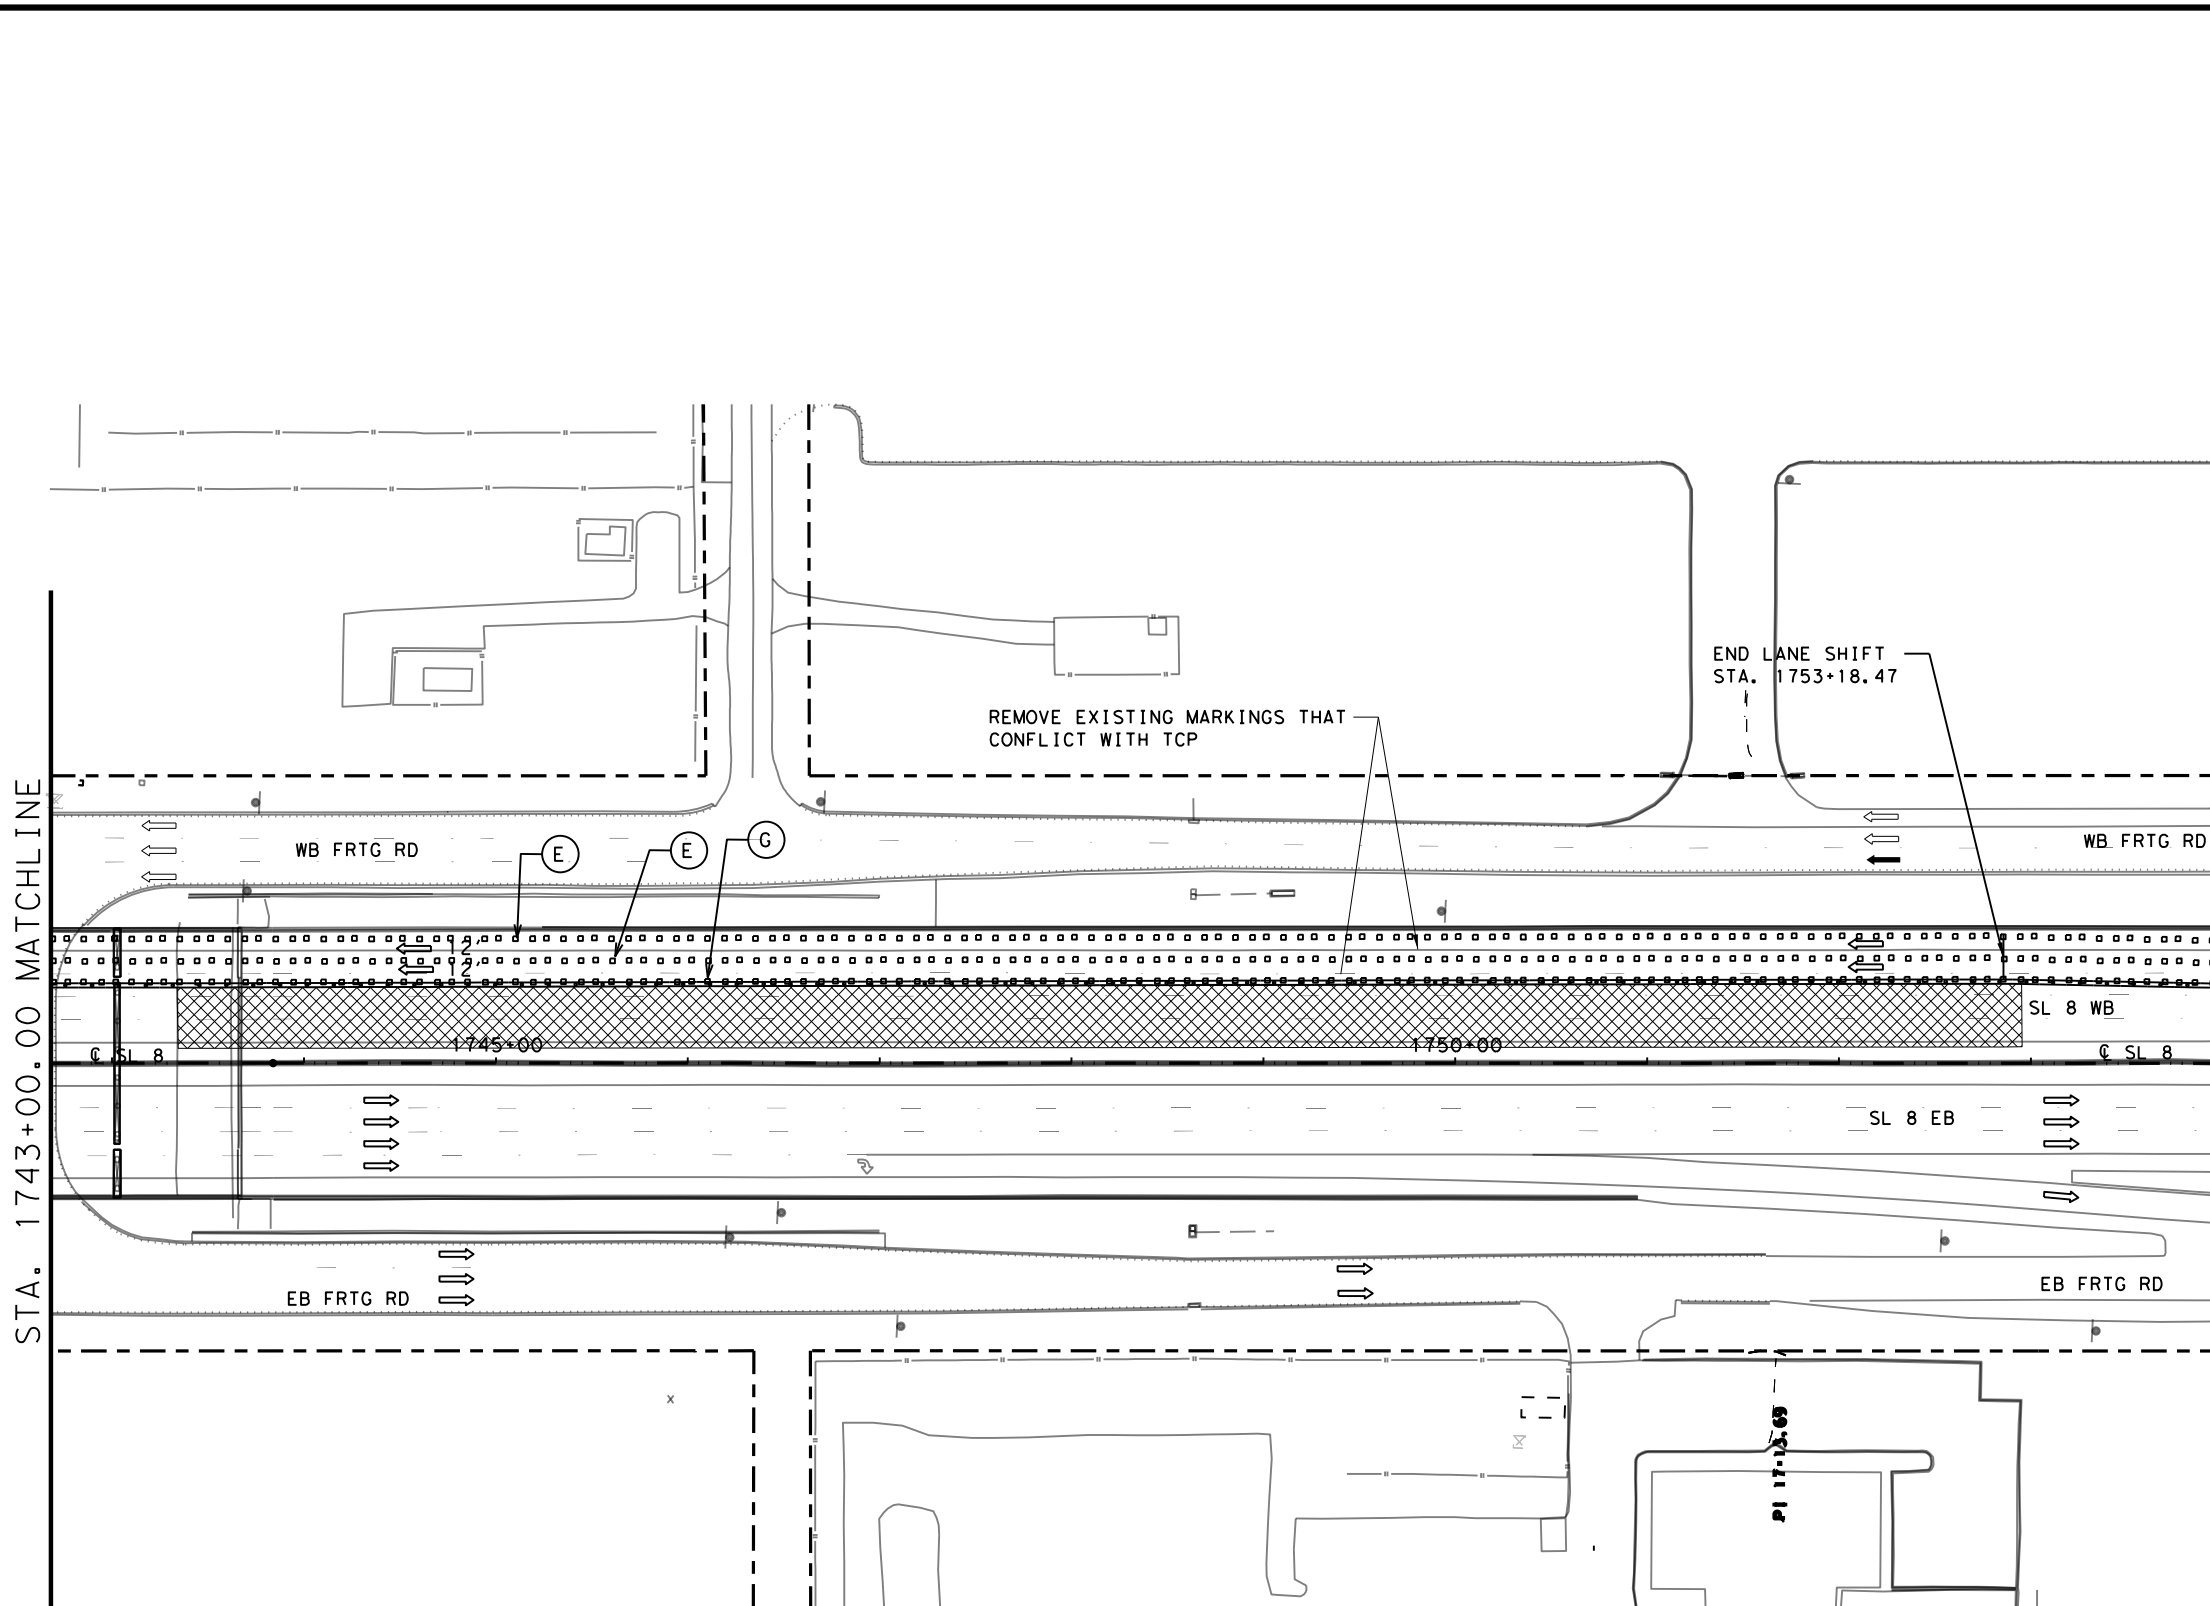 END LANE SHIFT
STA. 1753+18.47
REMOVE EXISTING MARKINGS THAT
CONFLICT WITH TCP
STA. 1743+00.00 MATCHLINE
WB FRTG RD
E
E
G
WB FRTG RD
12'
12'
SL 8 WB
1745+00
1750+00
℄ SL 8
℄ SL 8
SL 8 EB
EB FRTG RD
EB FRTG RD